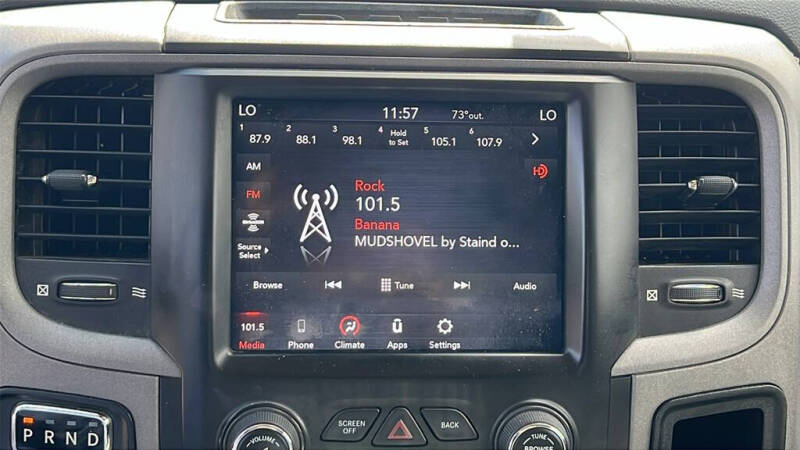 LO 11:57 73°out. LO
1 87.9 2 88.1 3 98.1 4 Hold to Set 5 105.1 6 107.9
AM
HD
FM
Rock
101.5
Banana
MUDSHOVEL by Staind o...
Source Select
Browse Tune Audio
101.5
Media Phone Climate Apps Settings
P R N D
VOLUME
SCREEN OFF
BACK
TUNE
BROWSE